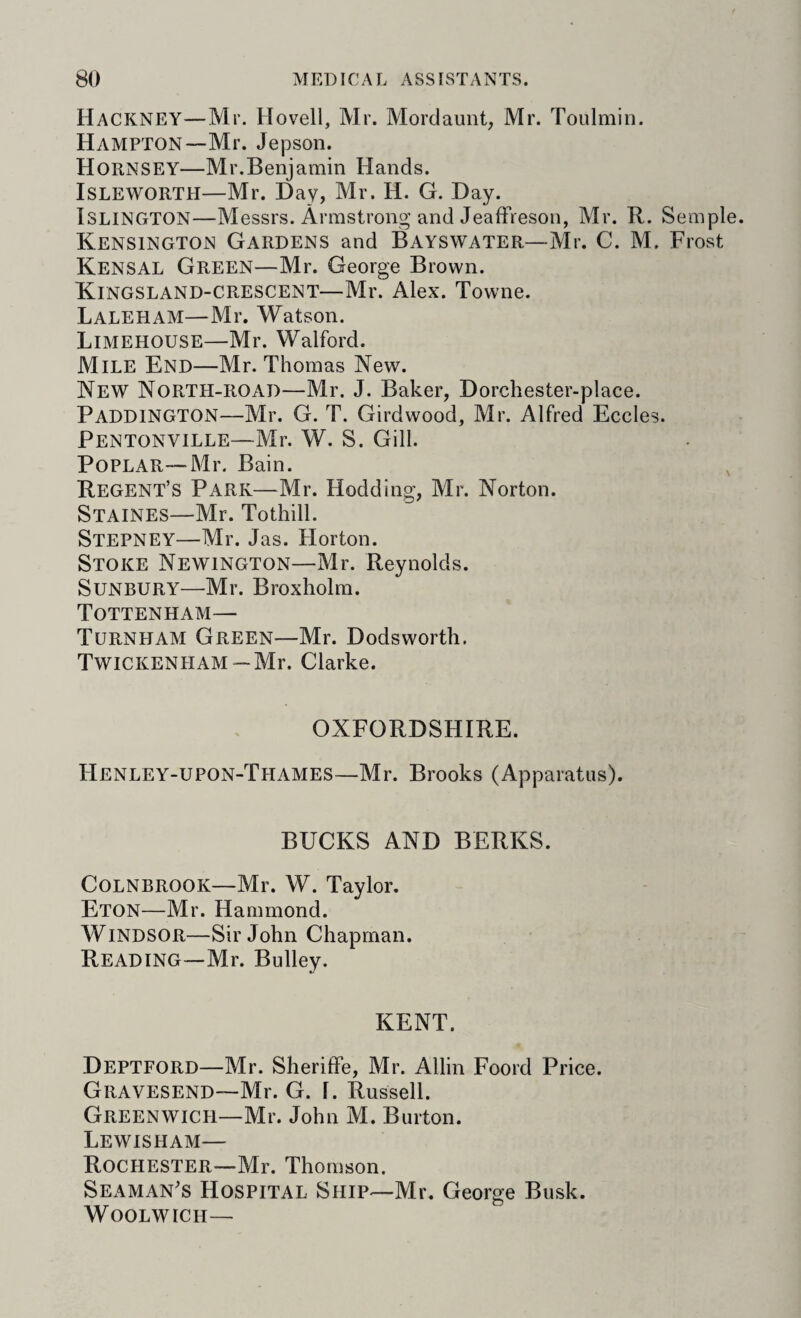 80 MEDICAL ASSISTANTS.
HACKNEY—Mr. Hovell, Mr. Mordaunt, Mr. Toulmin.
HAMPTON—Mr. Jepson.
HORNSEY—Mr.Benjamin Hands.
ISLEWORTH—Mr. Day, Mr. H. G. Day.
ISLINGTON—Messrs. Armstrong and Jeaffreson, Mr. R. Semple.
KENSINGTON GARDENS and BAYSWATER—Mr. C. M. Frost
KENSAL GREEN—Mr. George Brown.
KINGSLAND-CRESCENT—Mr. Alex. Towne.
LALEHAM—Mr. Watson.
LIMEHOUSE—Mr. Walford.
MILE END—Mr. Thomas New.
NEW NORTH-ROAD—Mr. J. Baker, Dorchester-place.
PADDINGTON—Mr. G. T. Girdwood, Mr. Alfred Eccles.
PENTONVILLE—Mr. W. S. Gill.
POPLAR—Mr. Bain.
REGENT'S PARK—Mr. Hodding, Mr. Norton.
STAINES—Mr. Tothill.
STEPNEY—Mr. Jas. Horton.
STOKE NEWINGTON—Mr. Reynolds.
SUNBURY—Mr. Broxholm.
TOTTENHAM—
TURNHAM GREEN—Mr. Dodsworth.
TWICKENHAM—Mr. Clarke.
OXFORDSHIRE.
HENLEY-UPON-THAMES—Mr. Brooks (Apparatus).
BUCKS AND BERKS.
COLNBROOK—Mr. W. Taylor.
ETON—Mr. Hammond.
WINDSOR—Sir John Chapman.
READING—Mr. Bulley.
KENT.
DEPTFORD—Mr. Sheriffe, Mr. Allin Foord Price.
GRAVESEND—Mr. G. I. Russell.
GREENWICH—Mr. John M. Burton.
LEWISHAM—
ROCHESTER—Mr. Thomson.
SEAMAN'S HOSPITAL SHIP—Mr. George Busk.
WOOLWICH—